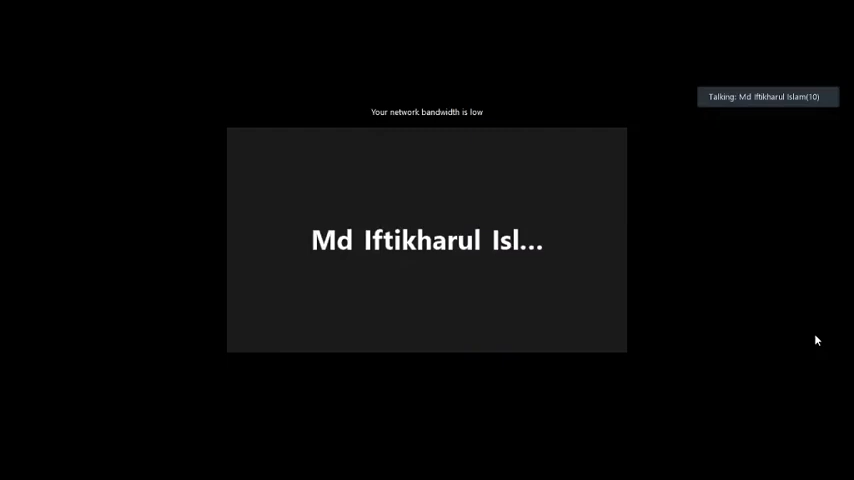 Talking: Md Iftikharul Islam(10)
Your network bandwidth is low
Md Iftikharul Isl...